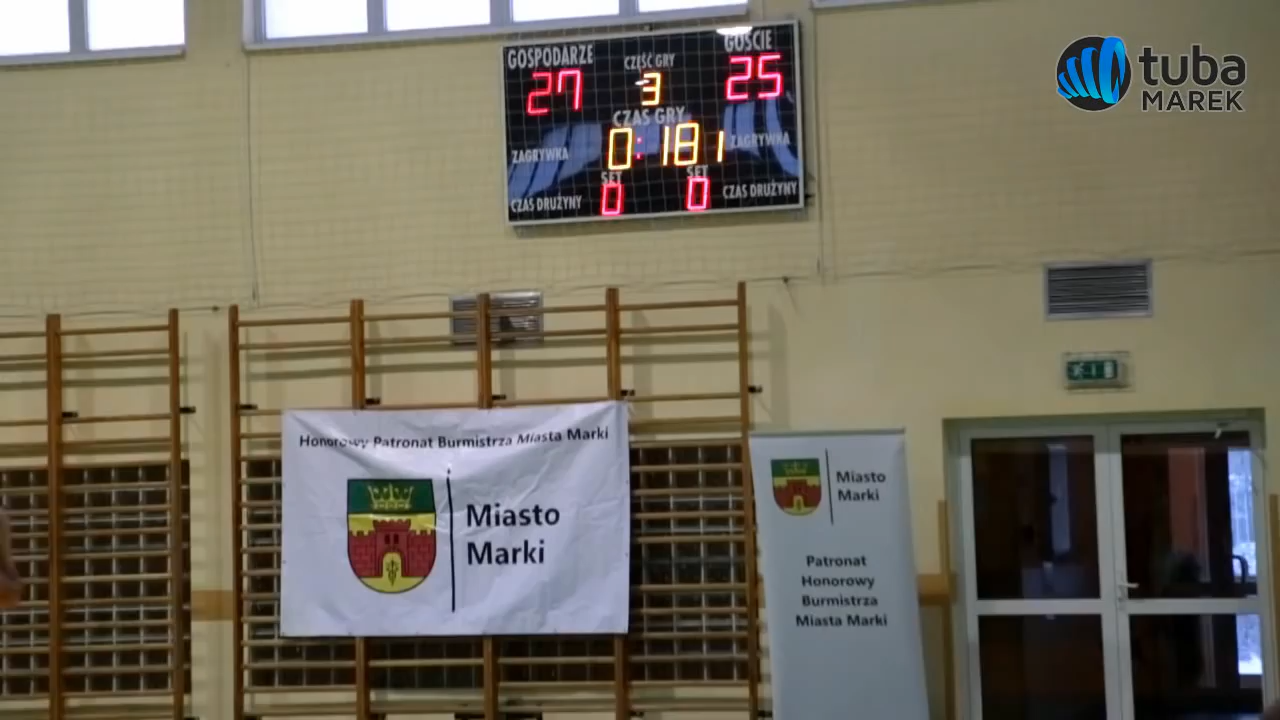 tuba
MAREK
GOSPODARZE
CZĘŚĆ GRY
GOŚCIE
27
3
25
CZAS GRY
ZAGRYWKA
0:181
ZAGRYWKA
SET
SET
CZAS DRUŻYNY
0
0
CZAS DRUŻYNY
Honorowy Patronat Burmistrza Miasta Marki
Miasto
Marki
Miasto
Marki
Patronat
Honorowy
Burmistrza
Miasta Marki